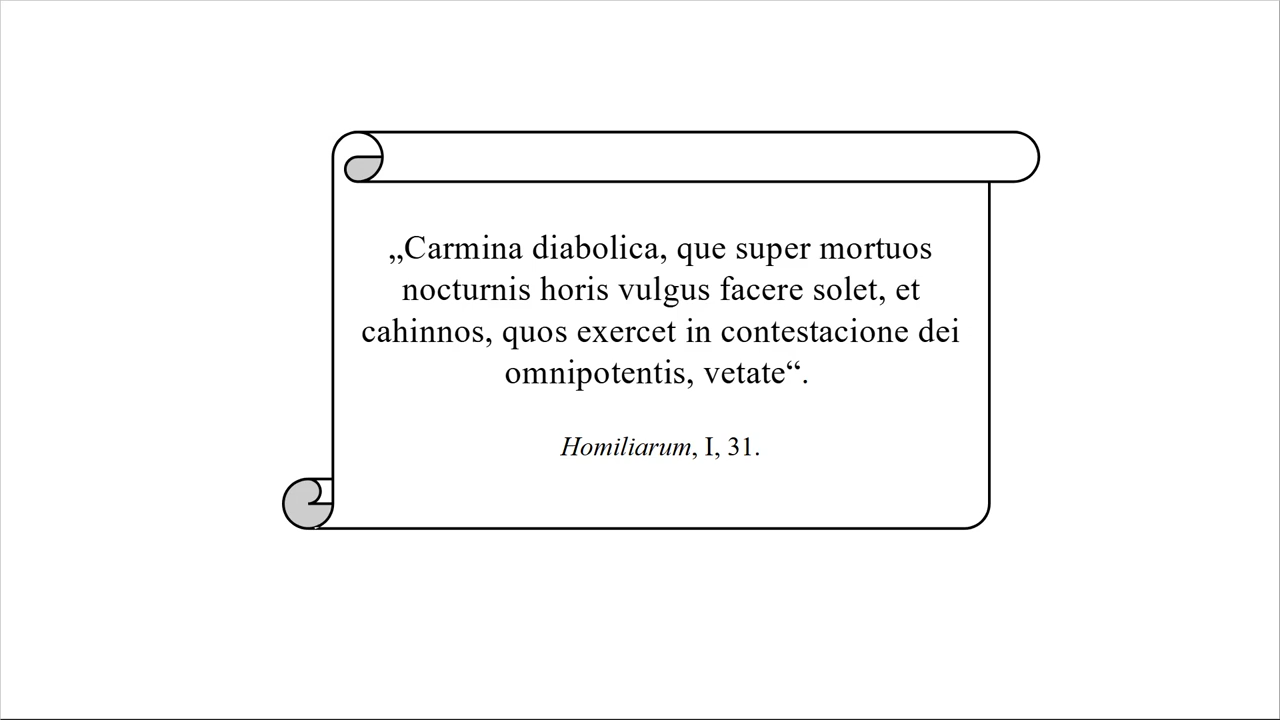 „Carmina diabolica, que super mortuos
nocturnis horis vulgus facere solet, et
cahinnos, quos exercet in contestacione dei
omnipotentis, vetate“.
Homiliarum, I, 31.